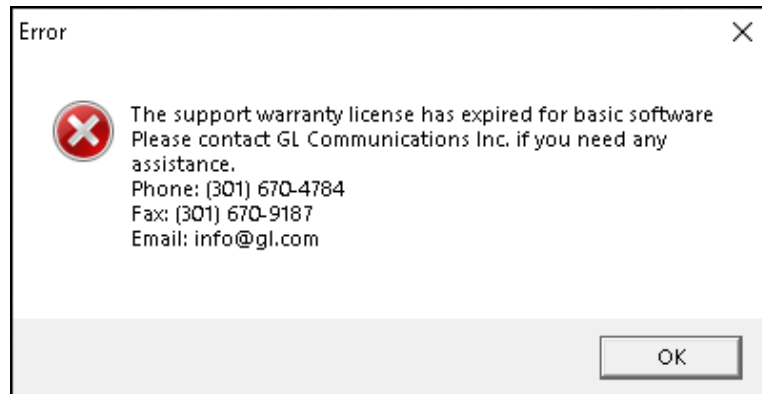 Error
The support warranty license has expired for basic software
Please contact GL Communications Inc. if you need any
assistance.
Phone: (301) 670-4784
Fax: (301) 670-9187
Email: info@gl.com
OK